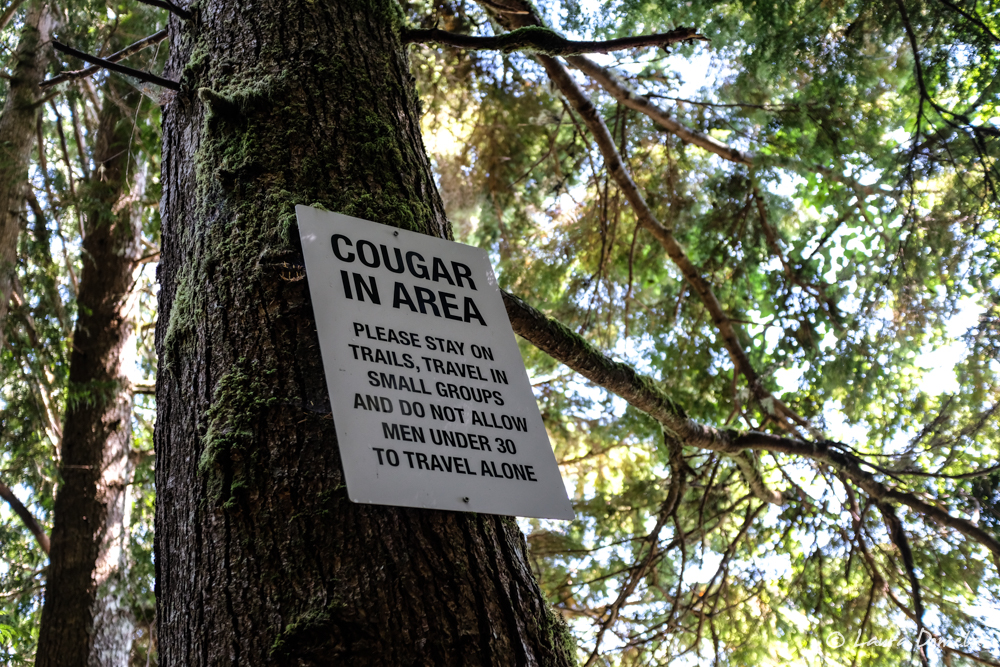 COUGAR
IN AREA
PLEASE STAY ON
TRAILS, TRAVEL IN
SMALL GROUPS
AND DO NOT ALLOW
MEN UNDER 30
TO TRAVEL ALONE
© Laura